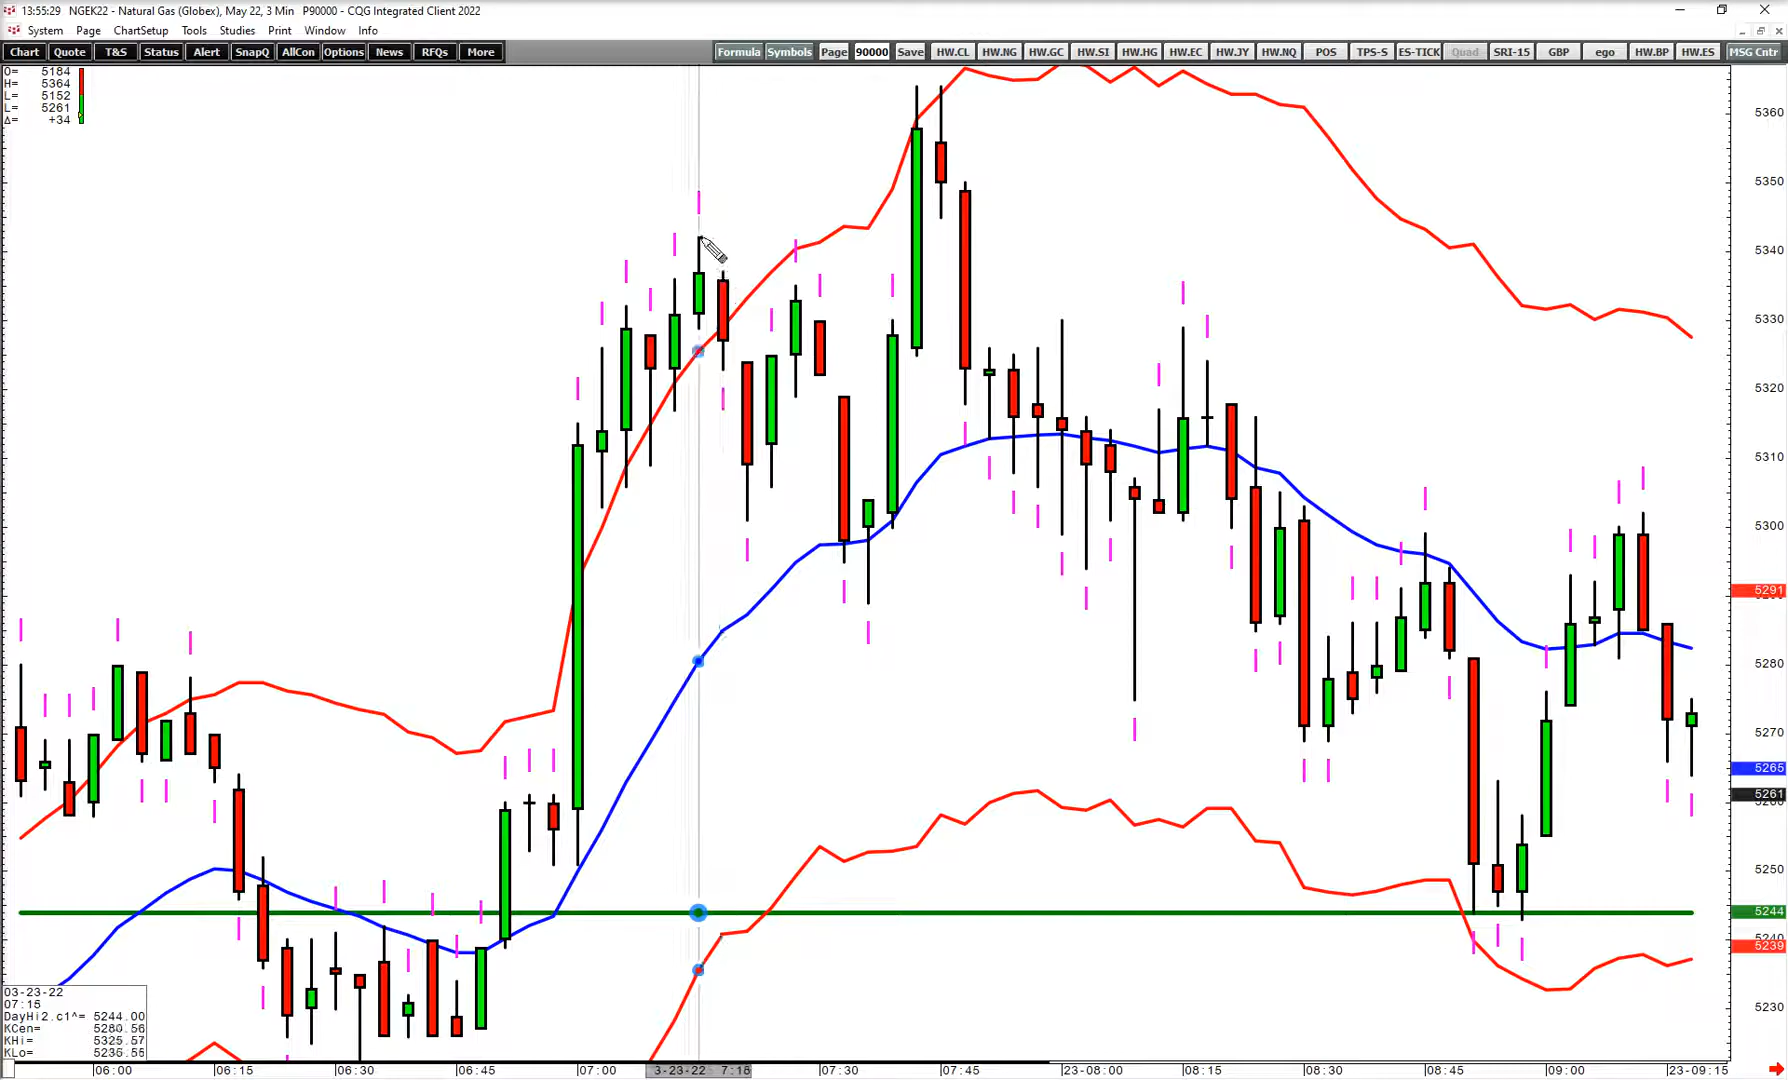 13:55:29   NGEK22 - Natural Gas (Globex), May 22, 3 Min   P90000 - CQG Integrated Client 2022
System Page ChartSetup Tools Studies Print Window Info
Chart Quote T&S Status Alert SnapQ AllCon Options News RFQs More Formula Symbols Page 90000 Save HW.CL HW.NG HW.GC HW.SI HW.HG HW.EC HW.JY HW.NQ POS TPS-S ES-TICK Quad SRI-15 GBP ego HW.BP HW.ES MSG Cntr
O= 5184
H= 5364
L= 5152
L= 5261
Δ= +34
5360
5350
5340
5330
5320
5310
5300
5291
5280
5270
5265
5261
5260
5250
5244
5240
5239
5230
03-23-22
07:15
DayHi2.c1^= 5244.00
KCen= 5280.56
KHi= 5325.57
KLo= 5235.55
06:00 06:15 06:30 06:45 07:00 3-23-22 7:15 07:30 07:45 23-08:00 08:15 08:30 08:45 09:00 23-09:15